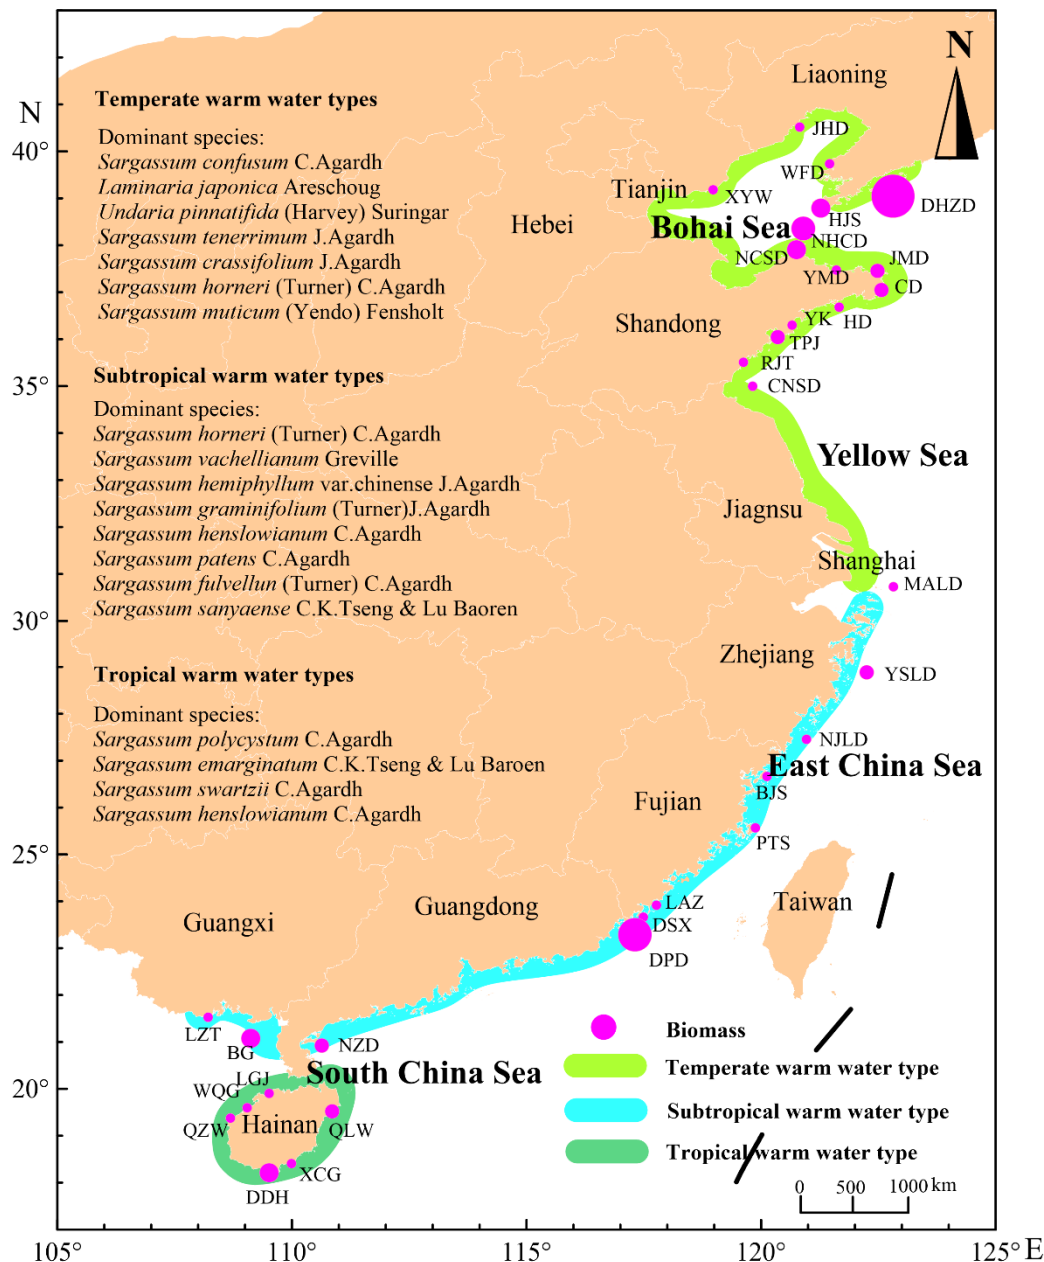 N
Liaoning
N
Temperate warm water types
Dominant species:
Sargassum confusum C.Agardh
Laminaria japonica Areschoug
Undaria pinnatifida (Harvey) Suringar
Sargassum tenerrimum J.Agardh
Sargassum crassifolium J.Agardh
Sargassum horneri (Turner) C.Agardh
Sargassum muticum (Yendo) Fensholt
Subtropical warm water types
Dominant species:
Sargassum horneri (Turner) C.Agardh
Sargassum vachellianum Greville
Sargassum hemiphyllum var.chinense J.Agardh
Sargassum graminifolium (Turner)J.Agardh
Sargassum henslowianum C.Agardh
Sargassum patens C.Agardh
Sargassum fulvellun (Turner) C.Agardh
Sargassum sanyaense C.K.Tseng & Lu Baoren
Tropical warm water types
Dominant species:
Sargassum polycystum C.Agardh
Sargassum emarginatum C.K.Tseng & Lu Baroen
Sargassum swartzii C.Agardh
Sargassum henslowianum C.Agardh
40°
35°
30°
25°
20°
JHD
WFD
Tianjin
XYW
DHZD
HJS
Hebei
Bohai Sea
NHCD
NCSD
JMD
YMD
CD
HD
Shandong
YK
TPJ
RJT
CNSD
Yellow Sea
Jiagnsu
Shanghai
MALD
Zhejiang
YSLD
NJLD
East China Sea
BJS
Fujian
PTS
Taiwan
LAZ
Guangdong
DSX
Guangxi
DPD
LZT
BG
NZD
South China Sea
LGJ
WQG
QZW
Hainan
QLW
XCG
DDH
Biomass
Temperate warm water type
Subtropical warm water type
Tropical warm water type
0 500 1000 km
105° 110° 115° 120° 125° E